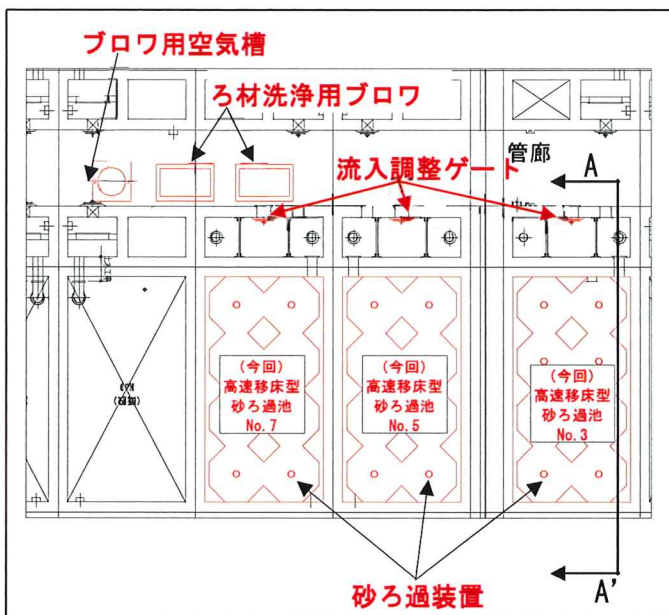 ブロワ用空気槽
ろ材洗浄用ブロワ
流入調整ゲート
管廊
A
(今回)
高速移床型
砂ろ過池
No.7
(今回)
高速移床型
砂ろ過池
No.5
(今回)
高速移床型
砂ろ過池
No.3
砂ろ過装置
A'